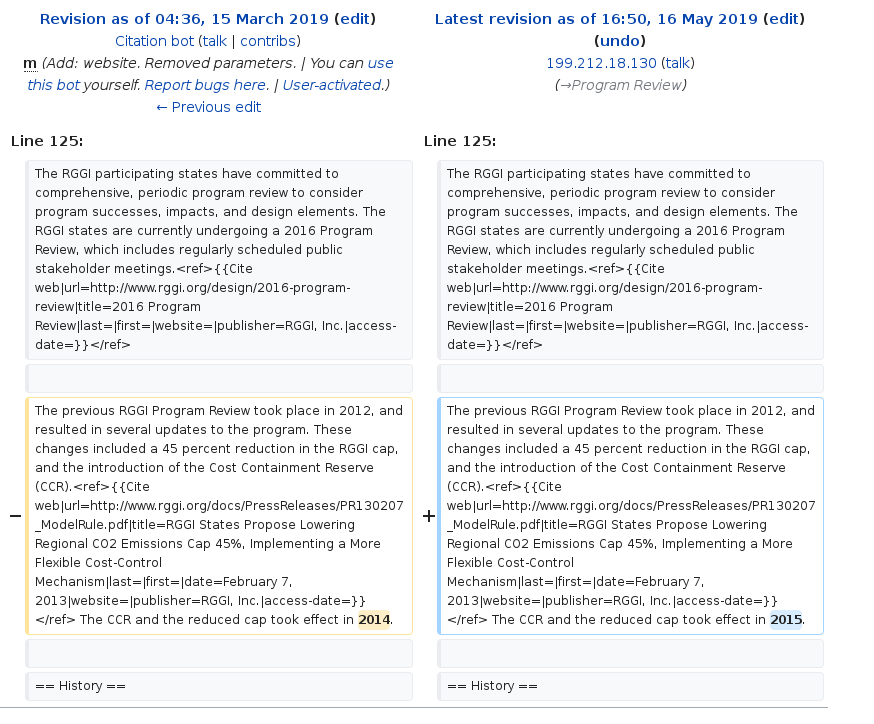 Revision as of 04:36, 15 March 2019 (edit)
Citation bot (talk | contribs)
m (Add: website. Removed parameters. | You can use
this bot yourself. Report bugs here. | User-activated.)
← Previous edit
Latest revision as of 16:50, 16 May 2019 (edit)
(undo)
199.212.18.130 (talk)
(→Program Review)
Line 125:
Line 125:
The RGGI participating states have committed to
comprehensive, periodic program review to consider
program successes, impacts, and design elements. The
RGGI states are currently undergoing a 2016 Program
Review, which includes regularly scheduled public
stakeholder meetings.<ref>{{Cite
web|url=http://www.rggi.org/design/2016-program-
review|title=2016 Program
Review|last=|first=|website=|publisher=RGGI, Inc.|access-
date=}}</ref>
The RGGI participating states have committed to
comprehensive, periodic program review to consider
program successes, impacts, and design elements. The
RGGI states are currently undergoing a 2016 Program
Review, which includes regularly scheduled public
stakeholder meetings.<ref>{{Cite
web|url=http://www.rggi.org/design/2016-program-
review|title=2016 Program
Review|last=|first=|website=|publisher=RGGI, Inc.|access-
date=}}</ref>
−
The previous RGGI Program Review took place in 2012, and
resulted in several updates to the program. These
changes included a 45 percent reduction in the RGGI cap,
and the introduction of the Cost Containment Reserve
(CCR).<ref>{{Cite
web|url=http://www.rggi.org/docs/PressReleases/PR130207
_ModelRule.pdf|title=RGGI States Propose Lowering
Regional CO2 Emissions Cap 45%, Implementing a More
Flexible Cost-Control
Mechanism|last=|first=|date=February 7,
2013|website=|publisher=RGGI, Inc.|access-date=}}
</ref> The CCR and the reduced cap took effect in 2014.
+
The previous RGGI Program Review took place in 2012, and
resulted in several updates to the program. These
changes included a 45 percent reduction in the RGGI cap,
and the introduction of the Cost Containment Reserve
(CCR).<ref>{{Cite
web|url=http://www.rggi.org/docs/PressReleases/PR130207
_ModelRule.pdf|title=RGGI States Propose Lowering
Regional CO2 Emissions Cap 45%, Implementing a More
Flexible Cost-Control
Mechanism|last=|first=|date=February 7,
2013|website=|publisher=RGGI, Inc.|access-date=}}
</ref> The CCR and the reduced cap took effect in 2015.
== History ==
== History ==